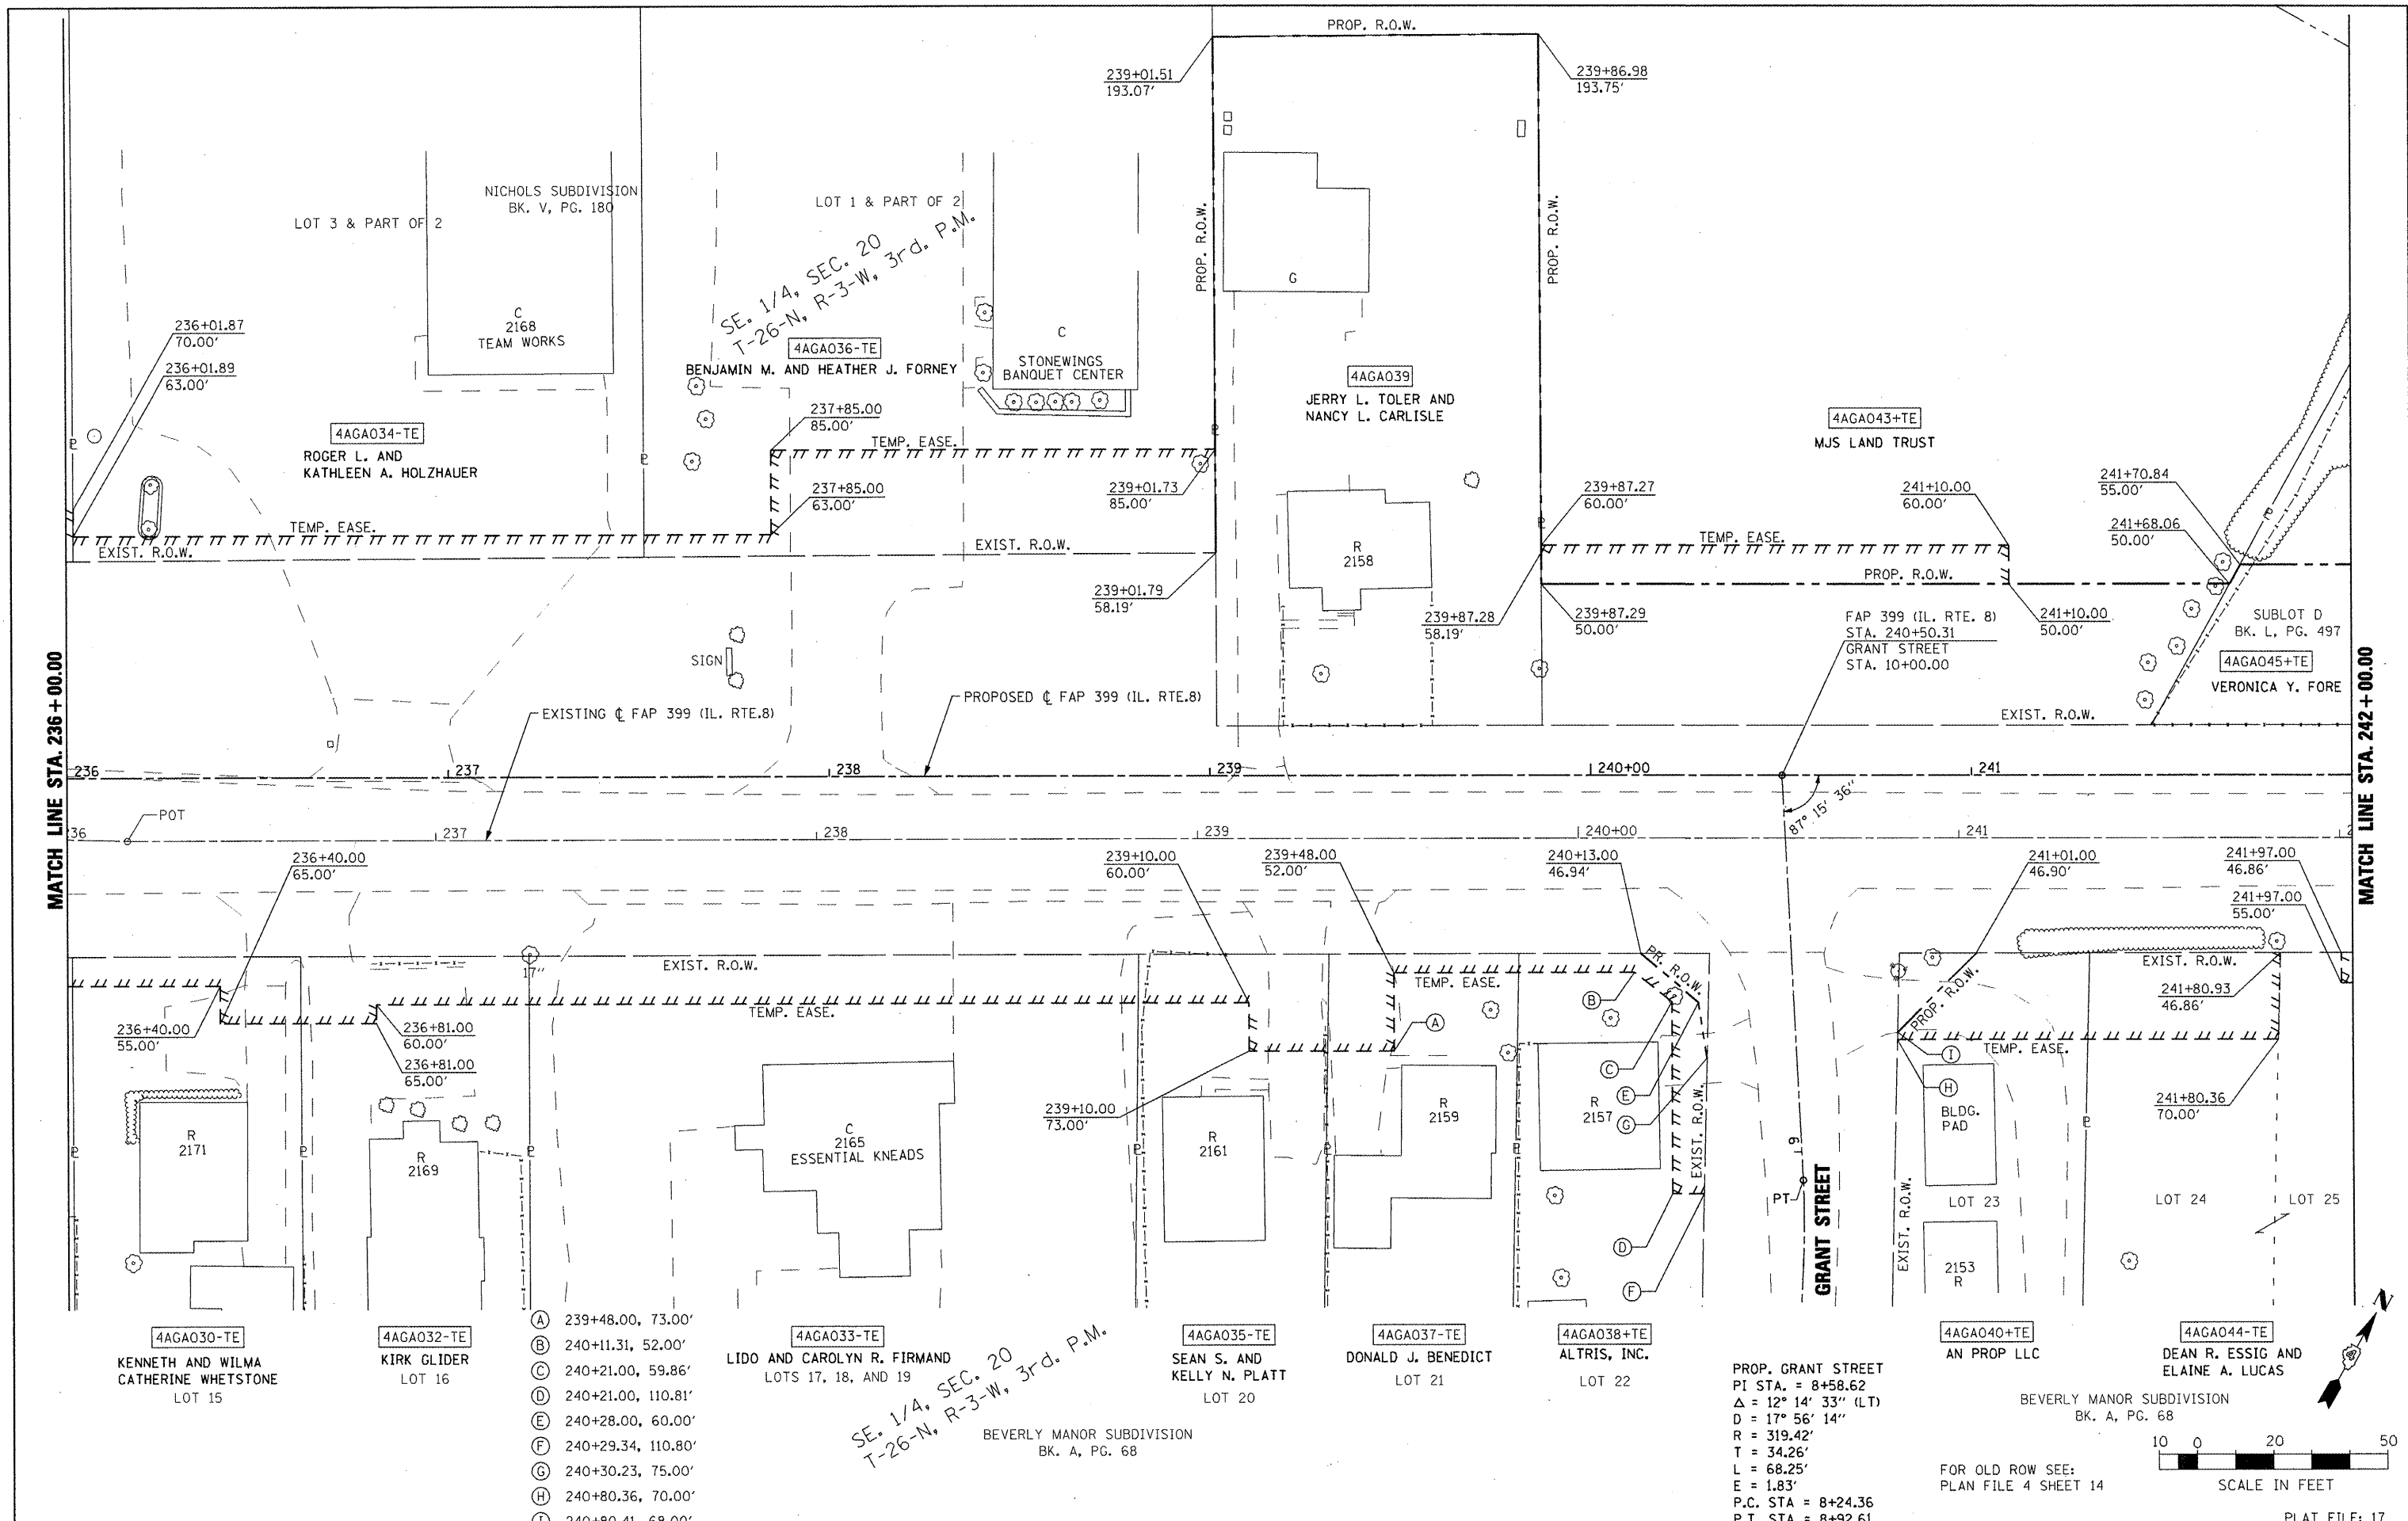 PROP. R.O.W.
239+01.51
193.07'
239+86.98
193.75'
NICHOLS SUBDIVISION
BK. V, PG. 180
LOT 3 & PART OF 2
LOT 1 & PART OF 2
SE. 1/4, SEC. 20
T-26-N, R-3-W, 3rd. P.M.
PROP. R.O.W.
PROP. R.O.W.
G
236+01.87
70.00'
236+01.89
63.00'
C
2168
TEAM WORKS
4AGA036-TE
BENJAMIN M. AND HEATHER J. FORNEY
C
STONEWINGS
BANQUET CENTER
4AGA039
JERRY L. TOLER AND
NANCY L. CARLISLE
4AGA043+TE
MJS LAND TRUST
4AGA034-TE
ROGER L. AND
KATHLEEN A. HOLZHAUER
237+85.00
85.00'
TEMP. EASE.
237+85.00
63.00'
239+01.73
85.00'
239+87.27
60.00'
241+10.00
60.00'
241+70.84
55.00'
241+68.06
50.00'
TEMP. EASE.
EXIST. R.O.W.
EXIST. R.O.W.
R
2158
TEMP. EASE.
PROP. R.O.W.
239+01.79
58.19'
239+87.28
58.19'
239+87.29
50.00'
FAP 399 (IL. RTE. 8)
STA. 240+50.31
GRANT STREET
STA. 10+00.00
241+10.00
50.00'
SUBLOT D
BK. L, PG. 497
4AGA045+TE
VERONICA Y. FORE
SIGN
EXISTING ℄ FAP 399 (IL. RTE.8)
PROPOSED ℄ FAP 399 (IL. RTE.8)
EXIST. R.O.W.
MATCH LINE STA. 236+00.00
MATCH LINE STA. 242+00.00
236
237
238
239
240+00
241
87° 15' 36"
POT
36
237
238
239
240+00
241
2
236+40.00
65.00'
239+10.00
60.00'
239+48.00
52.00'
240+13.00
46.94'
241+01.00
46.90'
241+97.00
46.86'
241+97.00
55.00'
17"
EXIST. R.O.W.
PR. R.O.W.
TEMP. EASE.
EXIST. R.O.W.
PROP. R.O.W.
241+80.93
46.86'
236+40.00
55.00'
236+81.00
60.00'
236+81.00
65.00'
TEMP. EASE.
A
B
C
E
G
D
F
I
H
TEMP. EASE.
239+10.00
73.00'
241+80.36
70.00'
R
2171
R
2169
C
2165
ESSENTIAL KNEADS
R
2161
R
2159
R
2157
EXIST. R.O.W.
9
PT
GRANT STREET
EXIST. R.O.W.
BLDG.
PAD
LOT 23
2153
R
LOT 24
LOT 25
4AGA030-TE
KENNETH AND WILMA
CATHERINE WHETSTONE
LOT 15
4AGA032-TE
KIRK GLIDER
LOT 16
A 239+48.00, 73.00'
B 240+11.31, 52.00'
C 240+21.00, 59.86'
D 240+21.00, 110.81'
E 240+28.00, 60.00'
F 240+29.34, 110.80'
G 240+30.23, 75.00'
H 240+80.36, 70.00'
I 240+80.41, 68.00'
4AGA033-TE
LIDO AND CAROLYN R. FIRMAND
LOTS 17, 18, AND 19
SE. 1/4, SEC. 20
T-26-N, R-3-W, 3rd. P.M.
4AGA035-TE
SEAN S. AND
KELLY N. PLATT
LOT 20
BEVERLY MANOR SUBDIVISION
BK. A, PG. 68
4AGA037-TE
DONALD J. BENEDICT
LOT 21
4AGA038+TE
ALTRIS, INC.
LOT 22
PROP. GRANT STREET
PI STA. = 8+58.62
Δ = 12° 14' 33" (LT)
D = 17° 56' 14"
R = 319.42'
T = 34.26'
L = 68.25'
E = 1.83'
P.C. STA = 8+24.36
P.T. STA = 8+92.61
4AGA040+TE
AN PROP LLC
4AGA044-TE
DEAN R. ESSIG AND
ELAINE A. LUCAS
BEVERLY MANOR SUBDIVISION
BK. A, PG. 68
N
FOR OLD ROW SEE:
PLAN FILE 4 SHEET 14
10 0 20 50
SCALE IN FEET
PLAT FILE: 17